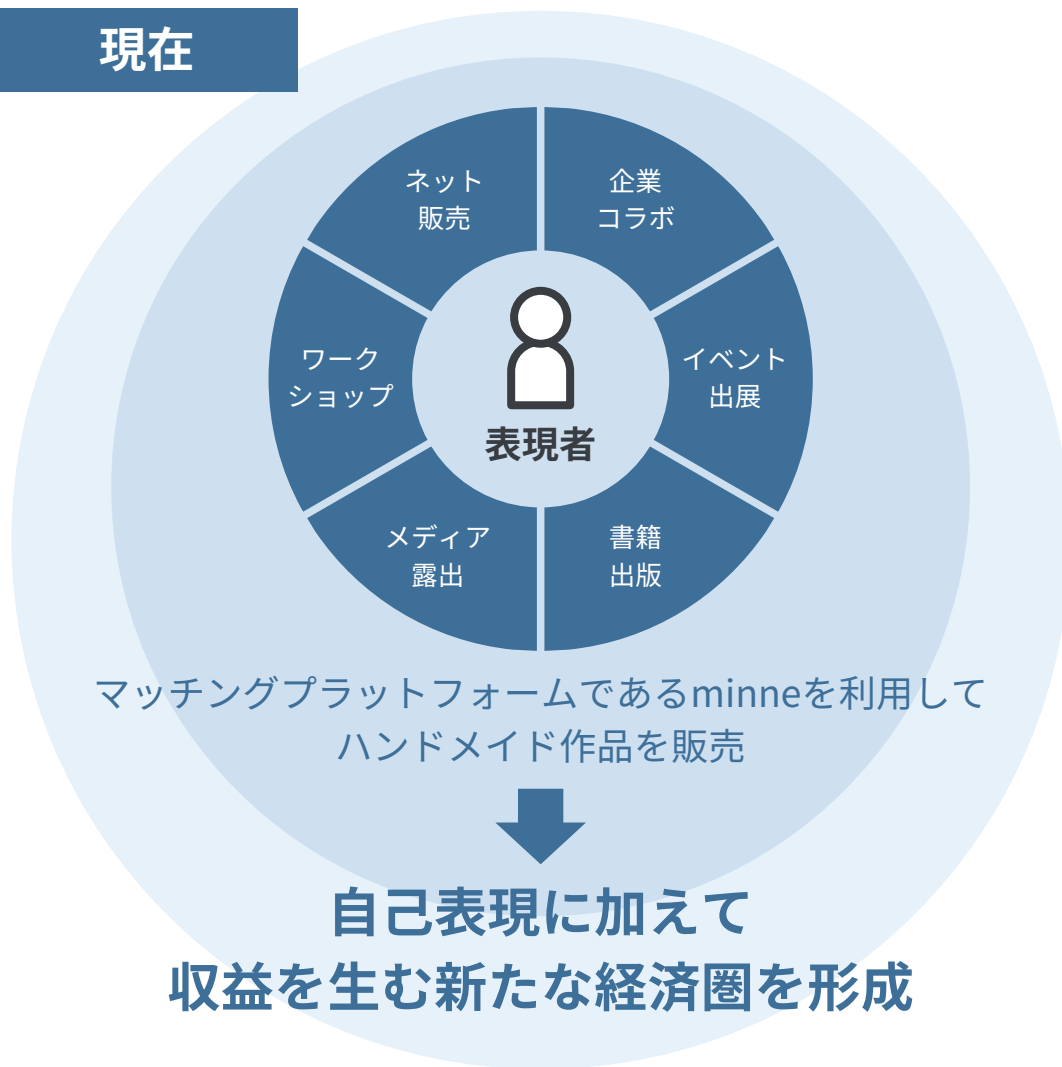 現在
ネット
販売
企業
コラボ
ワーク
ショップ
イベント
出展
表現者
メディア
露出
書籍
出版
マッチングプラットフォームであるminneを利用して
ハンドメイド作品を販売
自己表現に加えて
収益を生む新たな経済圏を形成